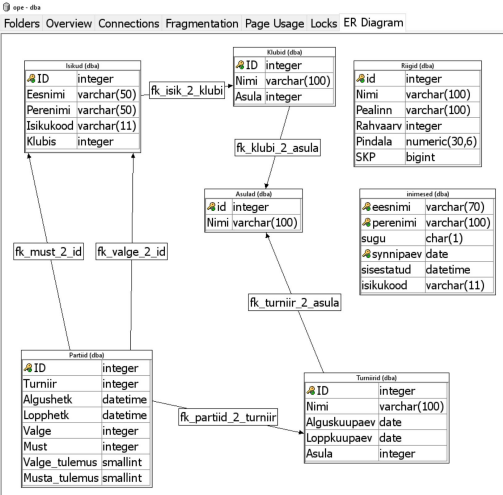 ope - dba
Folders Overview Connections Fragmentation Page Usage Locks ER Diagram
Isikud (dba)
ID integer
Eesnimi varchar(50)
Perenimi varchar(50)
Isikukood varchar(11)
Klubis integer
fk_isik_2_klubi
Klubid (dba)
ID integer
Nimi varchar(100)
Asula integer
Riigid (dba)
id integer
Nimi varchar(100)
Pealinn varchar(100)
Rahvaarv integer
Pindala numeric(30,6)
SKP bigint
fk_klubi_2_asula
Asulad (dba)
id integer
Nimi varchar(100)
inimesed (dba)
eesnimi varchar(70)
perenimi varchar(100)
sugu char(1)
synnipaev date
sisestatud datetime
isikukood varchar(11)
fk_must_2_id
fk_valge_2_id
fk_turniir_2_asula
Partiid (dba)
ID integer
Turniir integer
Algushetk datetime
Lopphetk datetime
Valge integer
Must integer
Valge_tulemus smallint
Musta_tulemus smallint
fk_partiid_2_turniir
Turniirid (dba)
ID integer
Nimi varchar(100)
Alguskuupaev date
Loppkuupaev date
Asula integer